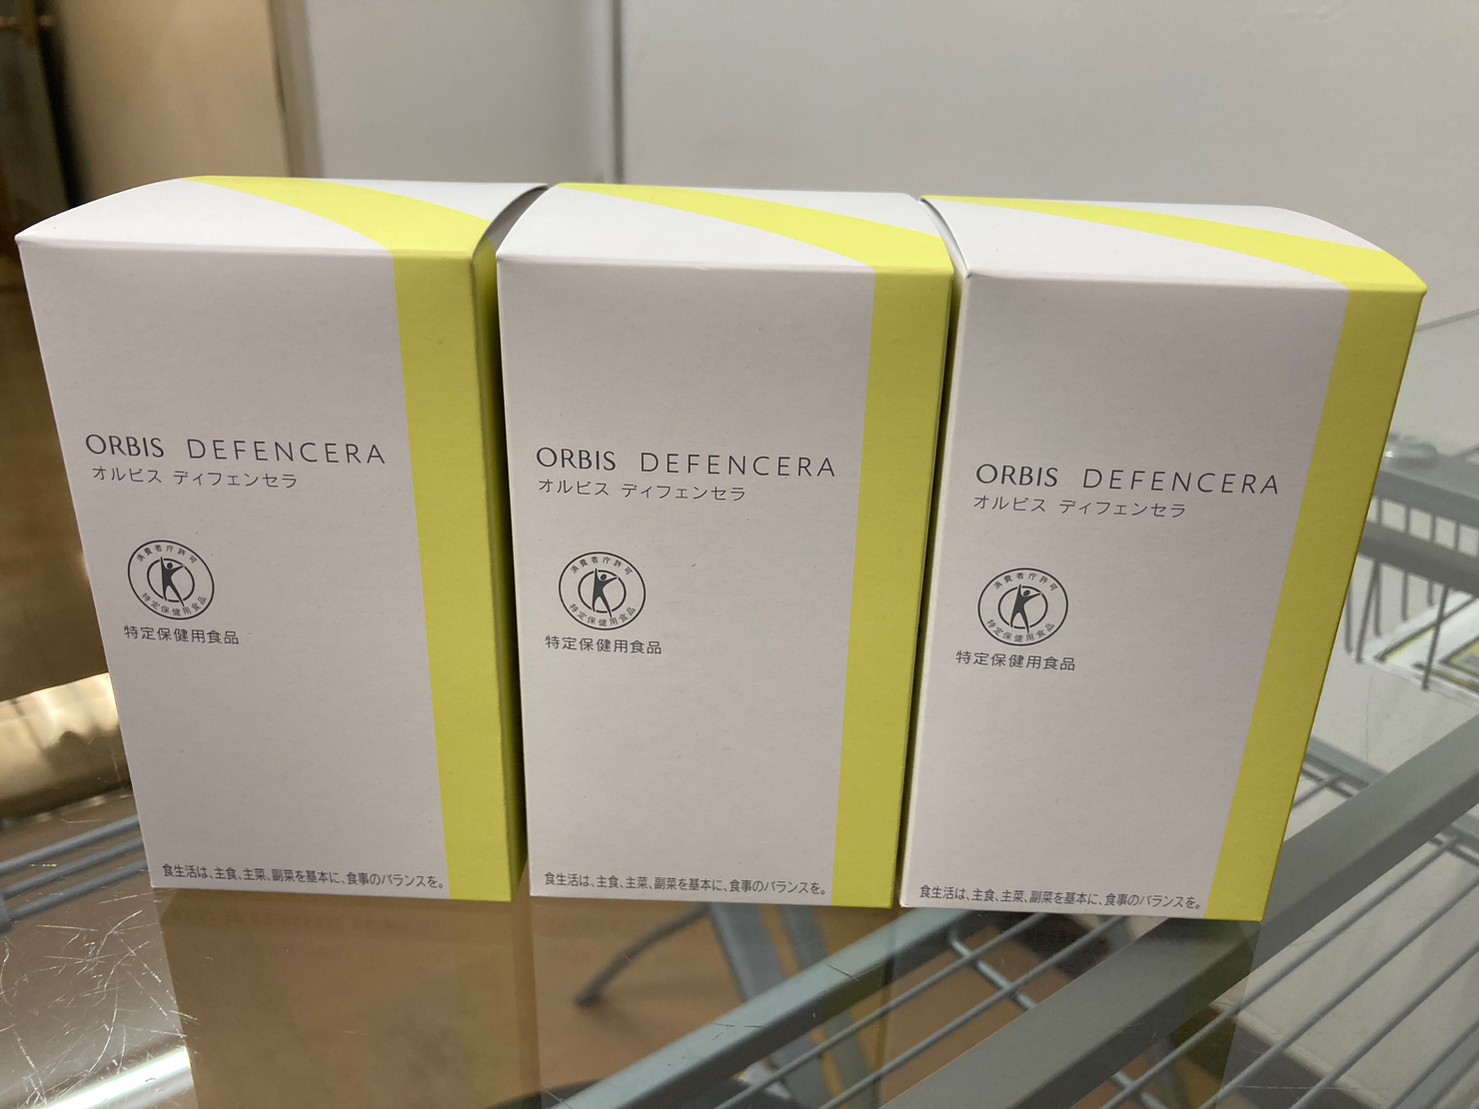 ORBIS DEFENCERA
オルビス ディフェンセラ
消費者庁許可
特定保健用食品
特定保健用食品
食生活は、主食、主菜、副菜を基本に、食事のバランスを。
ORBIS DEFENCERA
オルビス ディフェンセラ
消費者庁許可
特定保健用食品
特定保健用食品
食生活は、主食、主菜、副菜を基本に、食事のバランスを。
ORBIS DEFENCERA
オルビス ディフェンセラ
消費者庁許可
特定保健用食品
特定保健用食品
食生活は、主食、主菜、副菜を基本に、食事のバランスを。